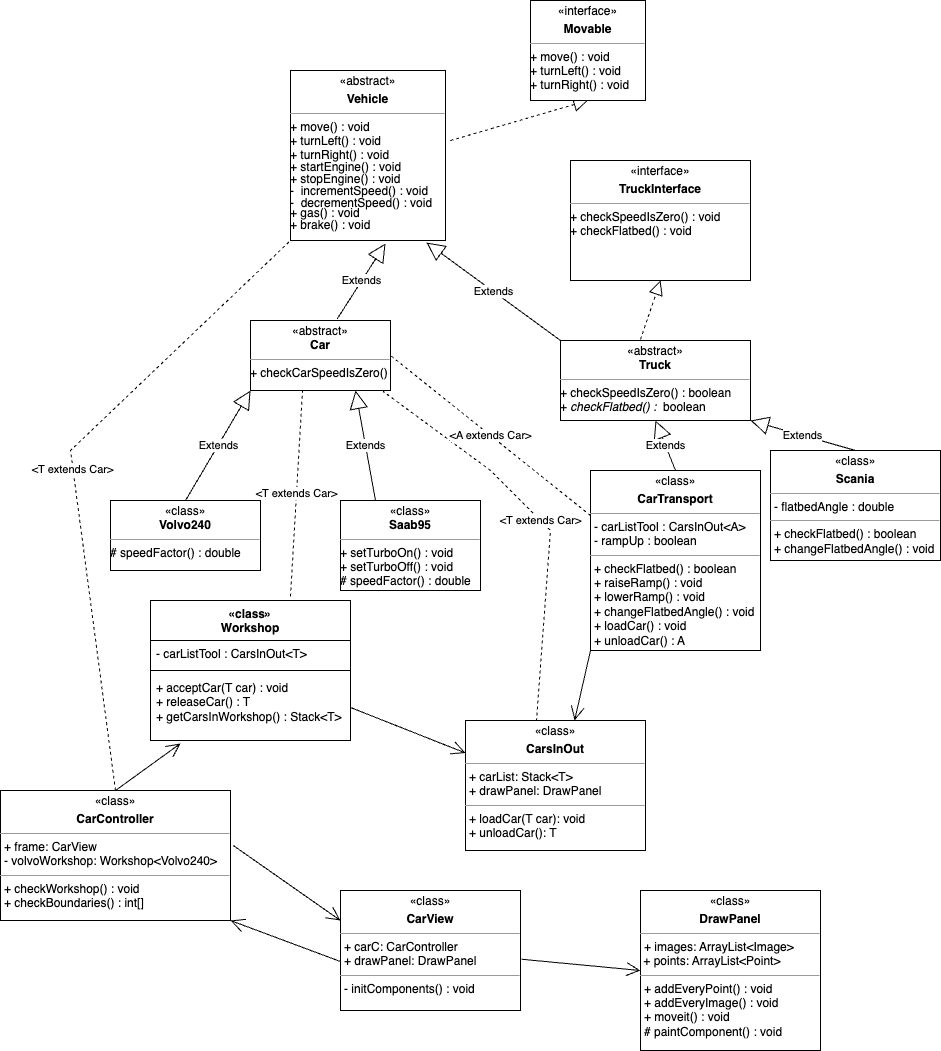 «interface»
Movable
+ move() : void
+ turnLeft() : void
+ turnRight() : void
«abstract»
Vehicle
+ move() : void
+ turnLeft() : void
+ turnRight() : void
+ startEngine() : void
+ stopEngine() : void
- incrementSpeed() : void
- decrementSpeed() : void
+ gas() : void
+ brake() : void
«interface»
TruckInterface
+ checkSpeedIsZero() : void
+ checkFlatbed() : void
Extends
Extends
«abstract»
Car
+ checkCarSpeedIsZero()
«abstract»
Truck
+ checkSpeedIsZero() : boolean
+ checkFlatbed() : boolean
Extends
Extends
<A extends Car>
Extends
Extends
<T extends Car>
<T extends Car>
<T extends Car>
«class»
Volvo240
# speedFactor() : double
«class»
Saab95
+ setTurboOn() : void
+ setTurboOff() : void
# speedFactor() : double
«class»
CarTransport
- carListTool : CarsInOut<A>
- rampUp : boolean
+ checkFlatbed() : boolean
+ raiseRamp() : void
+ lowerRamp() : void
+ changeFlatbedAngle() : void
+ loadCar() : void
+ unloadCar() : A
«class»
Scania
- flatbedAngle : double
+ checkFlatbed() : boolean
+ changeFlatbedAngle() : void
«class»
Workshop
- carListTool : CarsInOut<T>
+ acceptCar(T car) : void
+ releaseCar() : T
+ getCarsInWorkshop() : Stack<T>
«class»
CarsInOut
+ carList: Stack<T>
+ drawPanel: DrawPanel
+ loadCar(T car): void
+ unloadCar(): T
«class»
CarController
+ frame: CarView
- volvoWorkshop: Workshop<Volvo240>
+ checkWorkshop() : void
+ checkBoundaries() : int[]
«class»
CarView
+ carC: CarController
+ drawPanel: DrawPanel
- initComponents() : void
«class»
DrawPanel
+ images: ArrayList<Image>
+ points: ArrayList<Point>
+ addEveryPoint() : void
+ addEveryImage() : void
+ moveit() : void
# paintComponent() : void